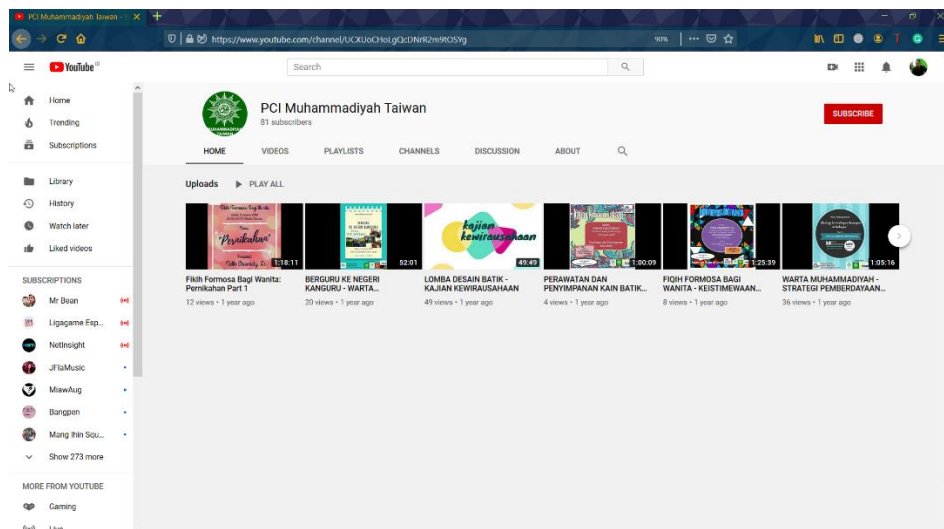 PCI Muhammadiyah Taiwan -
https://www.youtube.com/channel/UCXUoCHoLgQcDNrR2m9tOSYg
90%
YouTube
Search
Home
Trending
Subscriptions
Library
History
Watch later
Liked videos
SUBSCRIPTIONS
Mr Bean
Ligagame Esp...
NetInsight
JFlaMusic
MiawAug
Bangpen
Mang Ihin Squ...
Show 273 more
MORE FROM YOUTUBE
Gaming
Live
PCI Muhammadiyah Taiwan
81 subscribers
SUBSCRIBE
HOME VIDEOS PLAYLISTS CHANNELS DISCUSSION ABOUT
Uploads PLAY ALL
"Pernikahan"
1:18:11
Fikih Formosa Bagi Wanita:
Pernikahan Part 1
12 views • 1 year ago
52:01
BERGURU KE NEGERI
KANGURU - WARTA...
20 views • 1 year ago
kajian
kewirausahaan
49:49
LOMBA DESAIN BATIK -
KAJIAN KEWIRAUSAHAAN
49 views • 1 year ago
1:00:09
PERAWATAN DAN
PENYIMPANAN KAIN BATIK...
4 views • 1 year ago
1:25:39
FIQIH FORMOSA BAGI
WANITA - KEISTIMEWAAN...
8 views • 1 year ago
1:05:16
WARTA MUHAMMADIYAH -
STRATEGI PEMBERDAYAAN...
36 views • 1 year ago